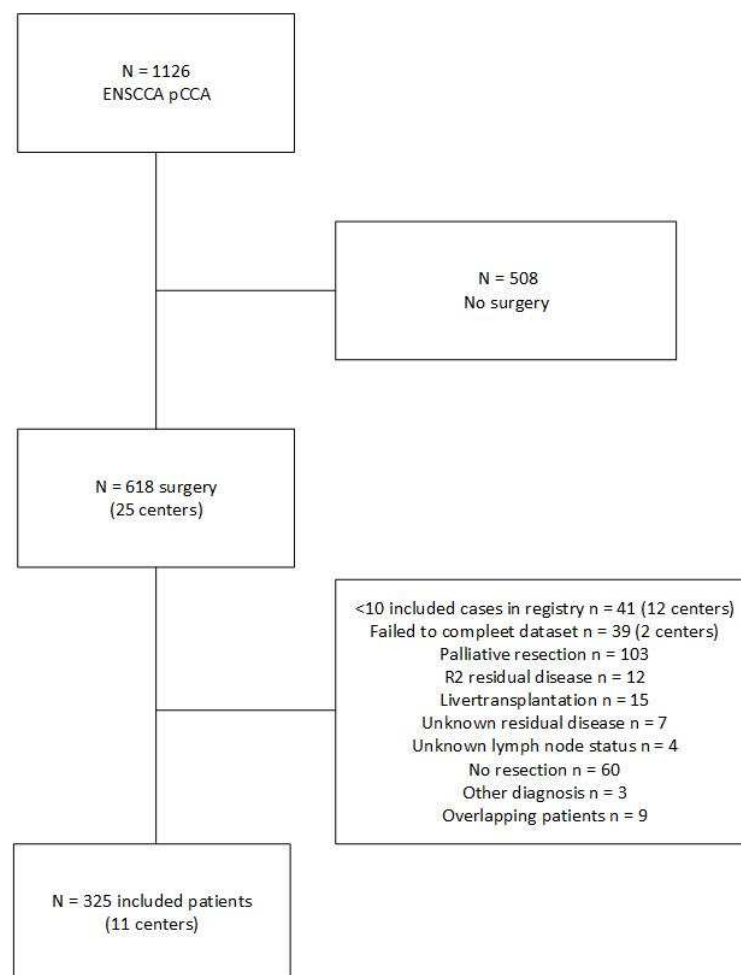 N = 1126
ENSCCA pCCA
N = 508
No surgery
N = 618 surgery
(25 centers)
<10 included cases in registry n = 41 (12 centers)
Failed to compleet dataset n = 39 (2 centers)
Palliative resection n = 103
R2 residual disease n = 12
Livertransplantation n = 15
Unknown residual disease n = 7
Unknown lymph node status n = 4
No resection n = 60
Other diagnosis n = 3
Overlapping patients n = 9
N = 325 included patients
(11 centers)